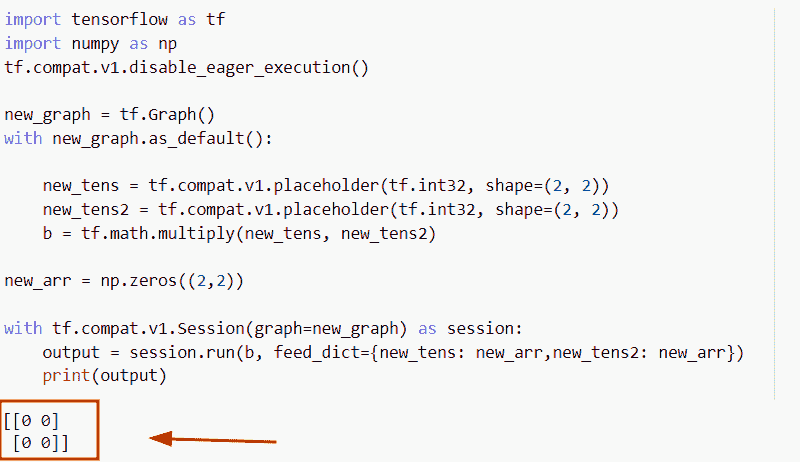 import tensorflow as tf
import numpy as np
tf.compat.v1.disable_eager_execution()
new_graph = tf.Graph()
with new_graph.as_default():
    new_tens = tf.compat.v1.placeholder(tf.int32, shape=(2, 2))
    new_tens2 = tf.compat.v1.placeholder(tf.int32, shape=(2, 2))
    b = tf.math.multiply(new_tens, new_tens2)
new_arr = np.zeros((2,2))
with tf.compat.v1.Session(graph=new_graph) as session:
    output = session.run(b, feed_dict={new_tens: new_arr,new_tens2: new_arr})
    print(output)
[[0 0]
 [0 0]]